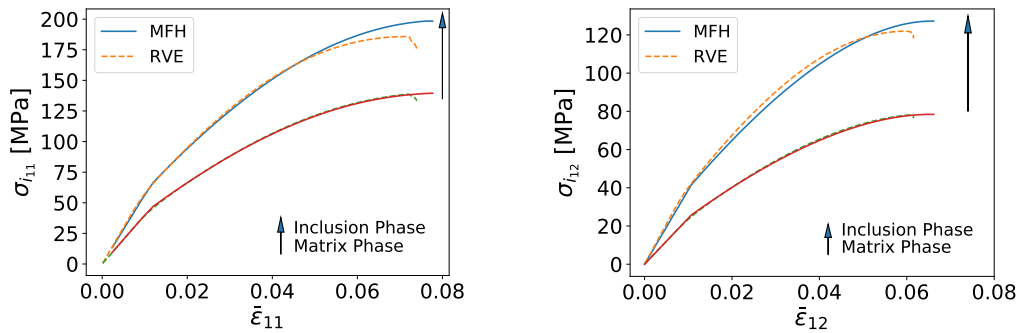 200
175
150
125
100
75
50
25
0
σi11 [MPa]
MFH
RVE
Inclusion Phase
Matrix Phase
0.00 0.02 0.04 0.06 0.08
ε̄11
120
100
80
60
40
20
0
σi12 [MPa]
MFH
RVE
Inclusion Phase
Matrix Phase
0.00 0.02 0.04 0.06 0.08
ε̄12